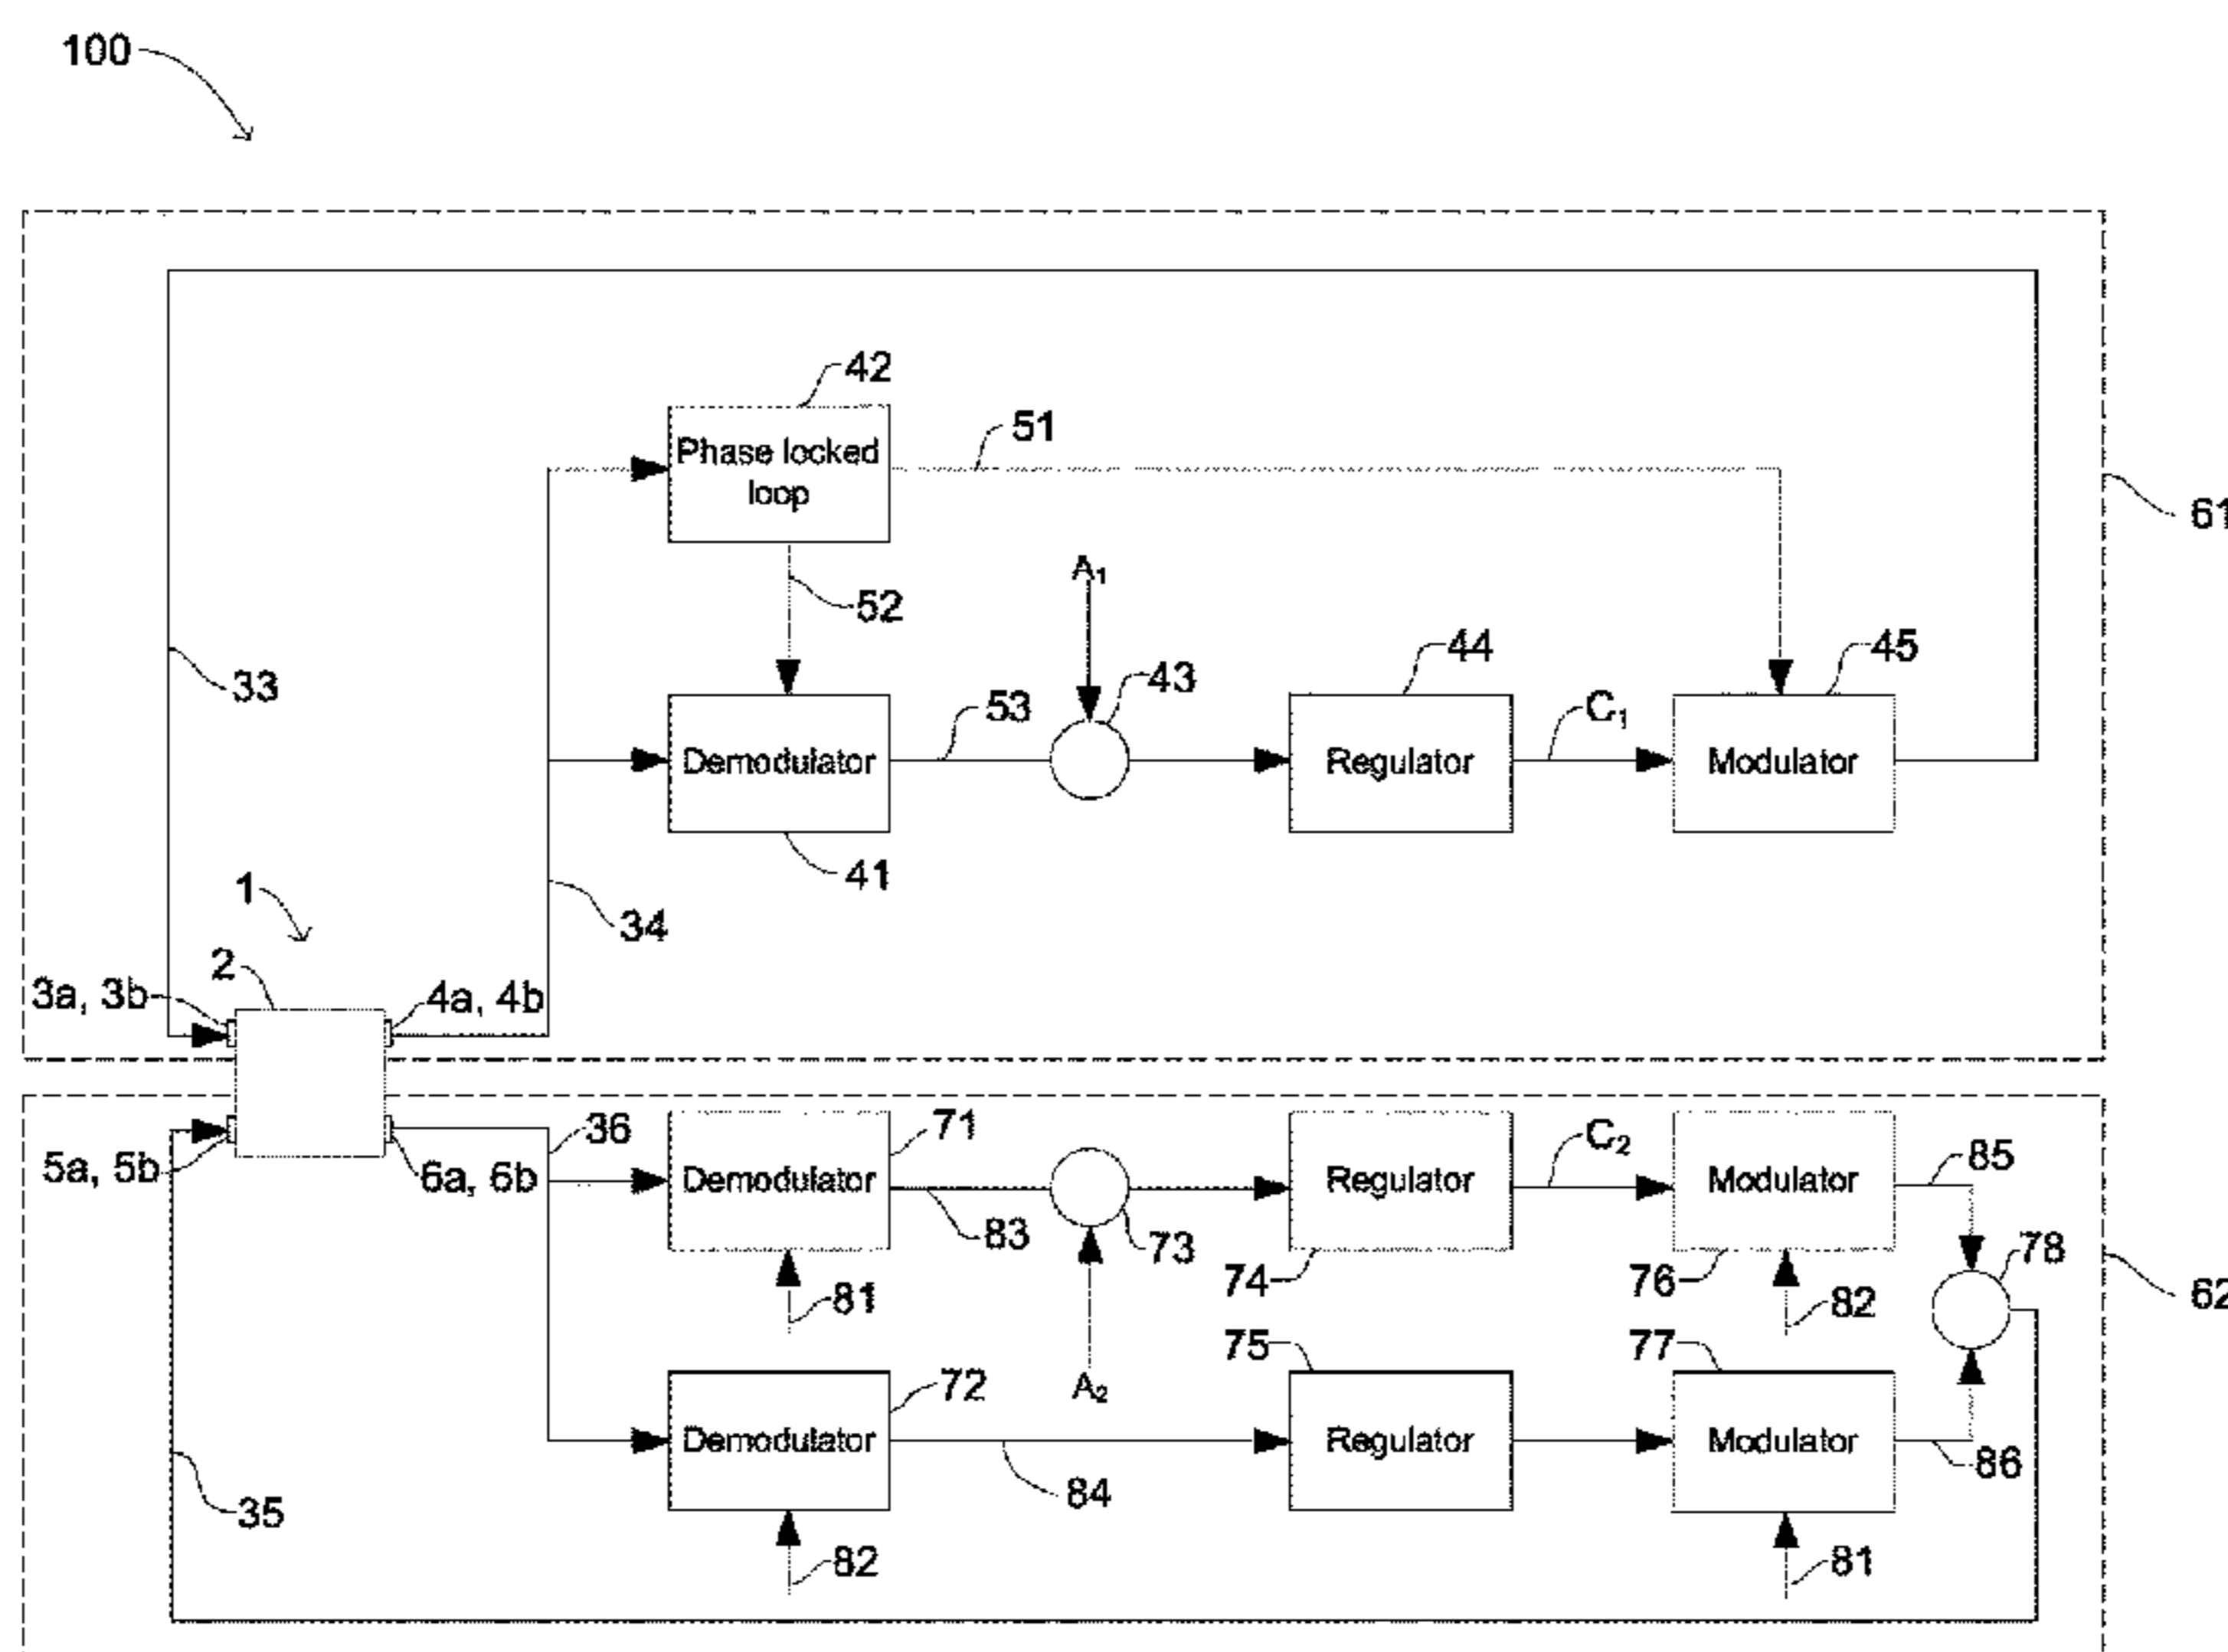 100
42
Phase locked
loop
51
61
52
A₁
43
44
45
33
53
C₁
Demodulator
Regulator
Modulator
41
1
34
2
3a, 3b
4a, 4b
36
71
C₂
85
5a, 5b
6a, 6b
Demodulator
Regulator
Modulator
83
73
78
74
76
81
82
62
75
77
72
A₂
Demodulator
Regulator
Modulator
86
84
35
82
81